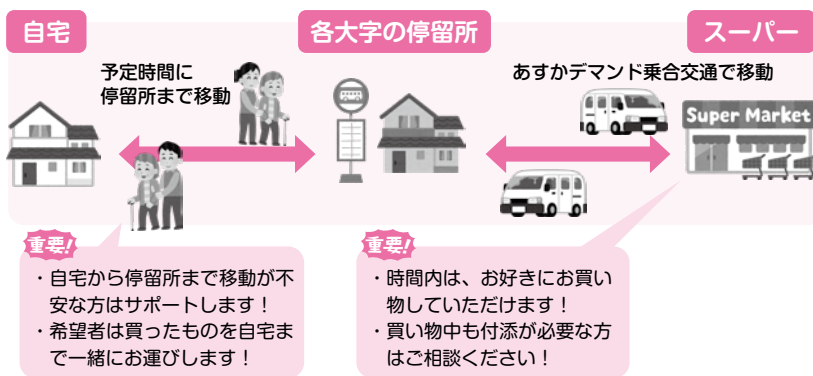 自宅
各大字の停留所
スーパー
予定時間に
停留所まで移動
あすかデマンド乗合交通で移動
Super Market
重要!
・自宅から停留所まで移動が不
安な方はサポートします！
・希望者は買ったものを自宅ま
で一緒にお運びします！
重要!
・時間内は、お好きにお買い
物していただけます！
・買い物中も付添が必要な方
はご相談ください！